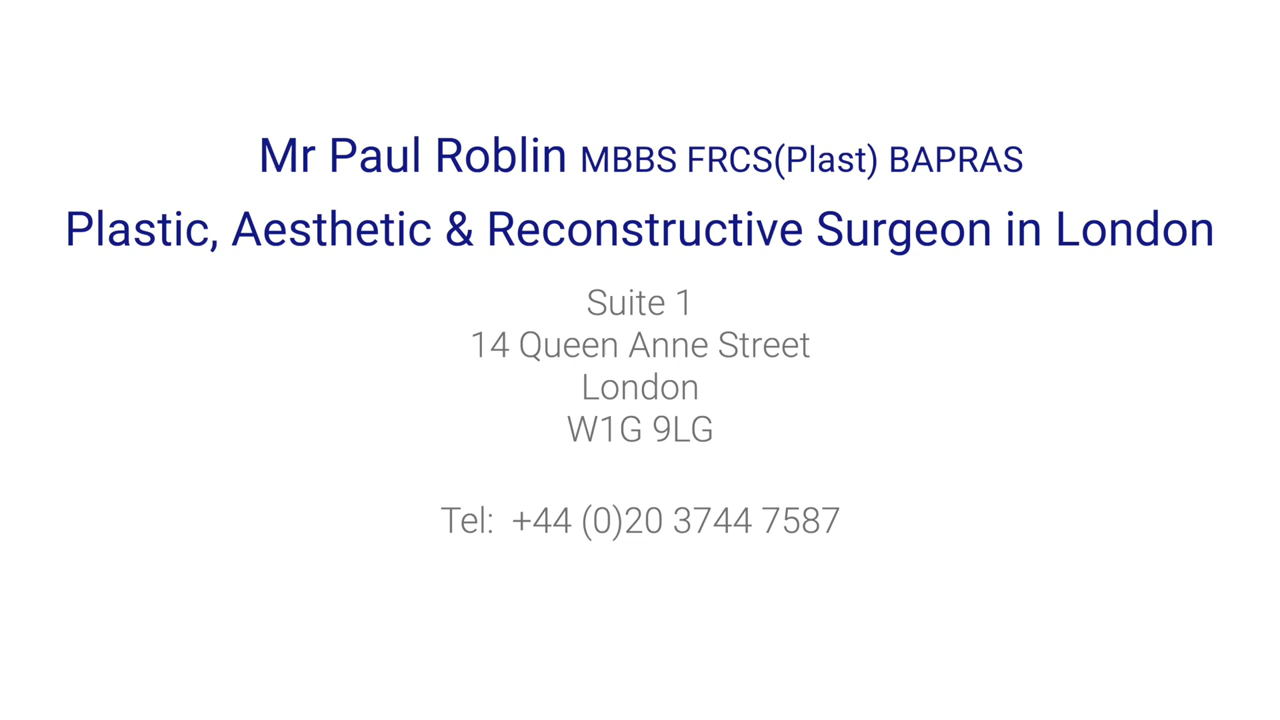 Mr Paul Roblin MBBS FRCS(Plast) BAPRAS
Plastic, Aesthetic & Reconstructive Surgeon in London
Suite 1
14 Queen Anne Street
London
W1G 9LG
Tel: +44 (0)20 3744 7587